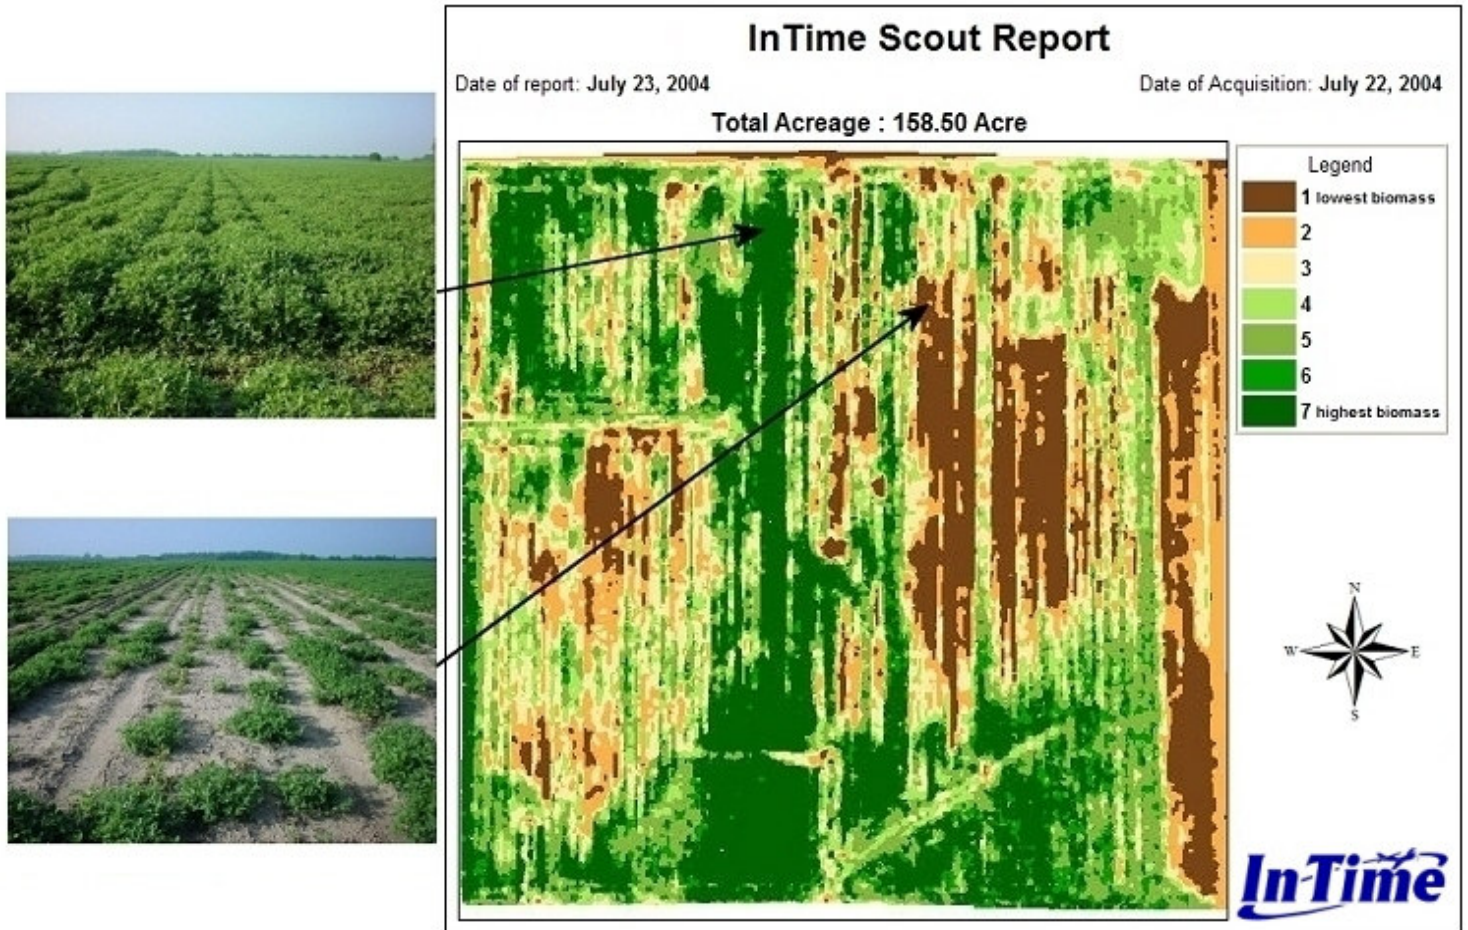 InTime Scout Report
Date of report: July 23, 2004
Date of Acquisition: July 22, 2004
Total Acreage : 158.50 Acre
Legend
1 lowest biomass
2
3
4
5
6
7 highest biomass
N
W E
S
InTime